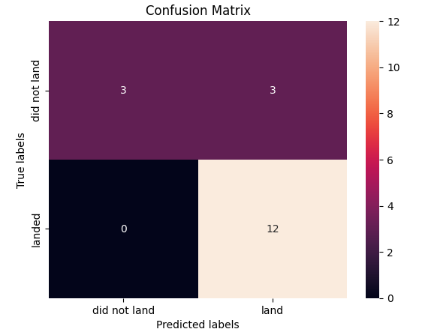 Confusion Matrix
did not land
landed
True labels
3 3
0 12
did not land land
Predicted labels
12
10
8
6
4
2
0